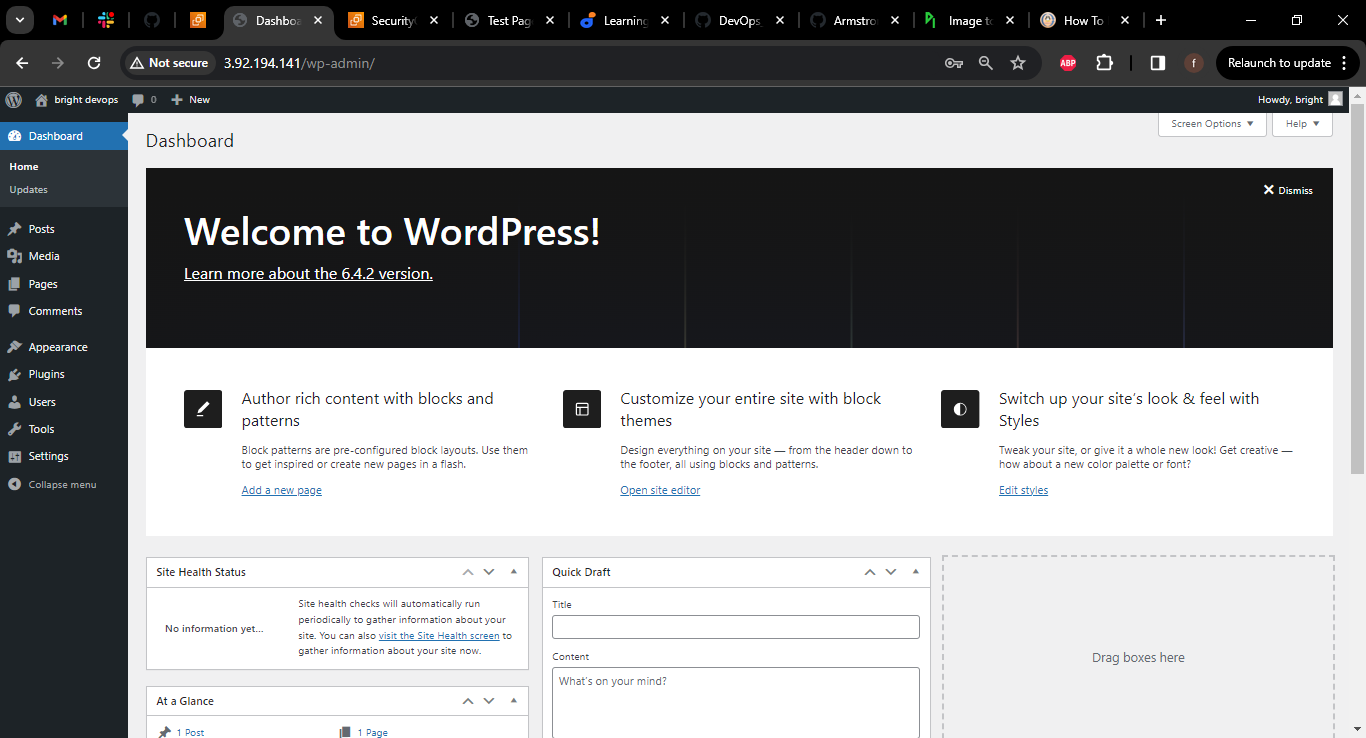 Dashboa
Security
Test Pag
Learning
DevOps
Armstro
Image to
How To
Not secure
3.92.194.141/wp-admin/
ABP
f
Relaunch to update
bright devops
0
New
Howdy, bright
Dashboard
Home
Updates
Posts
Media
Pages
Comments
Appearance
Plugins
Users
Tools
Settings
Collapse menu
Screen Options
Help
Dashboard
Dismiss
Welcome to WordPress!
Learn more about the 6.4.2 version.
Author rich content with blocks and
patterns
Block patterns are pre-configured block layouts. Use them
to get inspired or create new pages in a flash.
Add a new page
Customize your entire site with block
themes
Design everything on your site — from the header down to
the footer, all using blocks and patterns.
Open site editor
Switch up your site’s look & feel with
Styles
Tweak your site, or give it a whole new look! Get creative —
how about a new color palette or font?
Edit styles
Site Health Status
No information yet...
Site health checks will automatically run
periodically to gather information about your
site. You can also visit the Site Health screen to
gather information about your site now.
At a Glance
1 Post
1 Page
Quick Draft
Title
Content
What's on your mind?
Drag boxes here